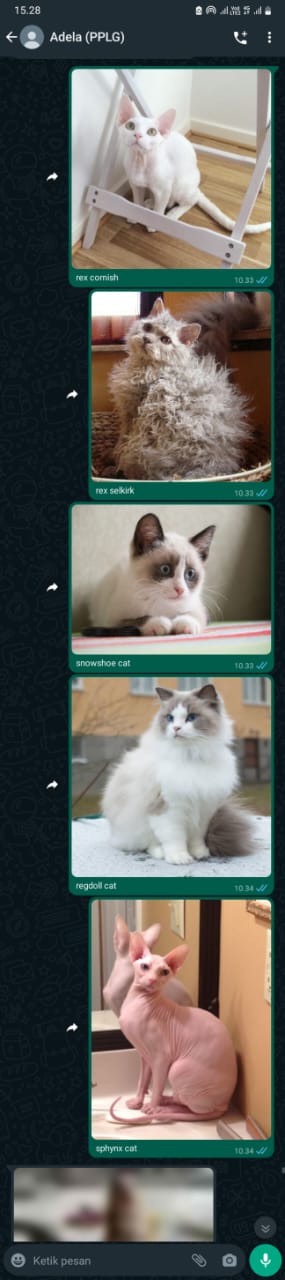 15.28
Adela (PPLG)
rex cornish
10.33
rex selkirk
10.33
snowshoe cat
10.33
regdoll cat
10.34
sphynx cat
10.34
Ketik pesan